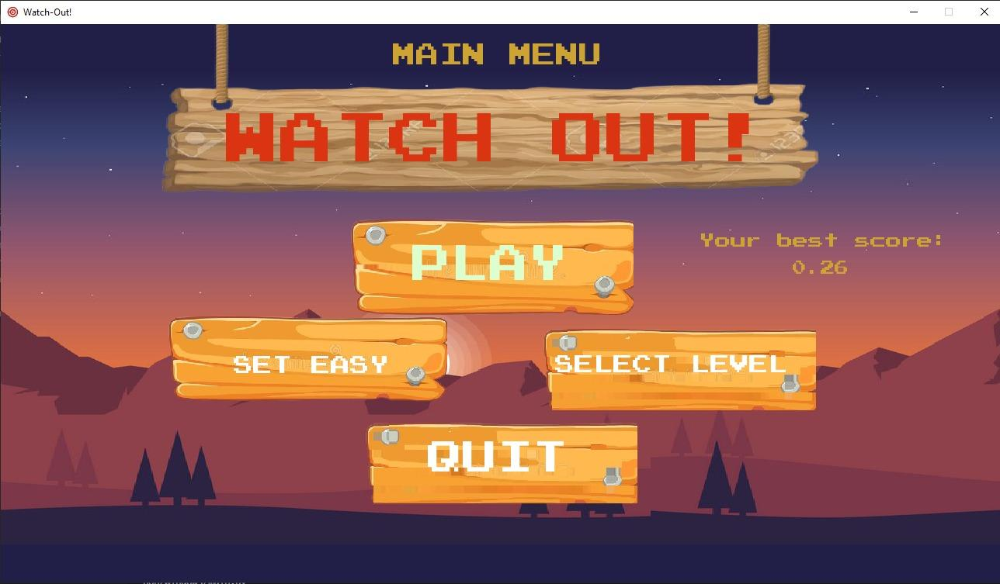 Watch-Out!
MAIN MENU
WATCH OUT!
PLAY
Your best score:
0.26
SET EASY
SELECT LEVEL
QUIT